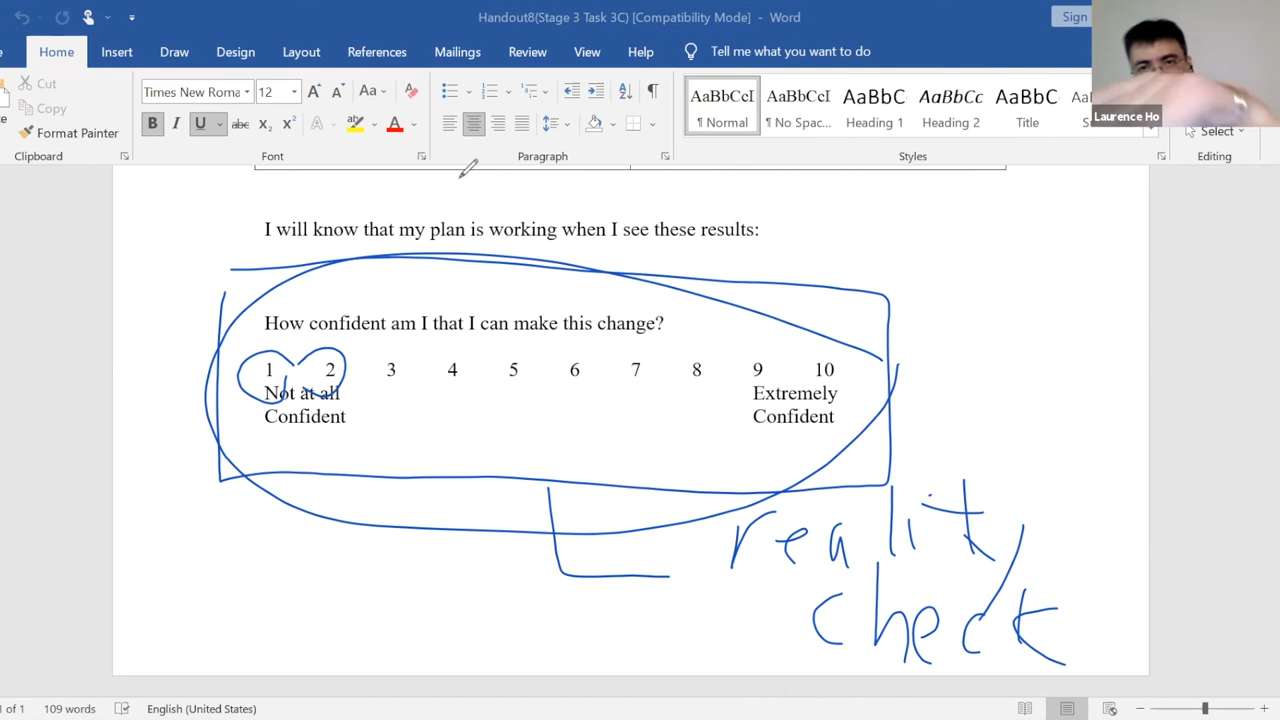 Handout8(Stage 3 Task 3C) [Compatibility Mode] - Word
Sign
Home Insert Draw Design Layout References Mailings Review View Help Tell me what you want to do
Cut
Copy
Format Painter
Clipboard
Times New Roma 12
B I U abc X₂ X²
Font
Paragraph
AaBbCcI AaBbCcI AaBbC AaBbCc AaBbC
¶ Normal ¶ No Spac... Heading 1 Heading 2 Title
Styles
Laurence Ho
Select
Editing
I will know that my plan is working when I see these results:
How confident am I that I can make this change?
1 2 3 4 5 6 7 8 9 10
Not at all Extremely
Confident Confident
reality
check
of 1 109 words English (United States)